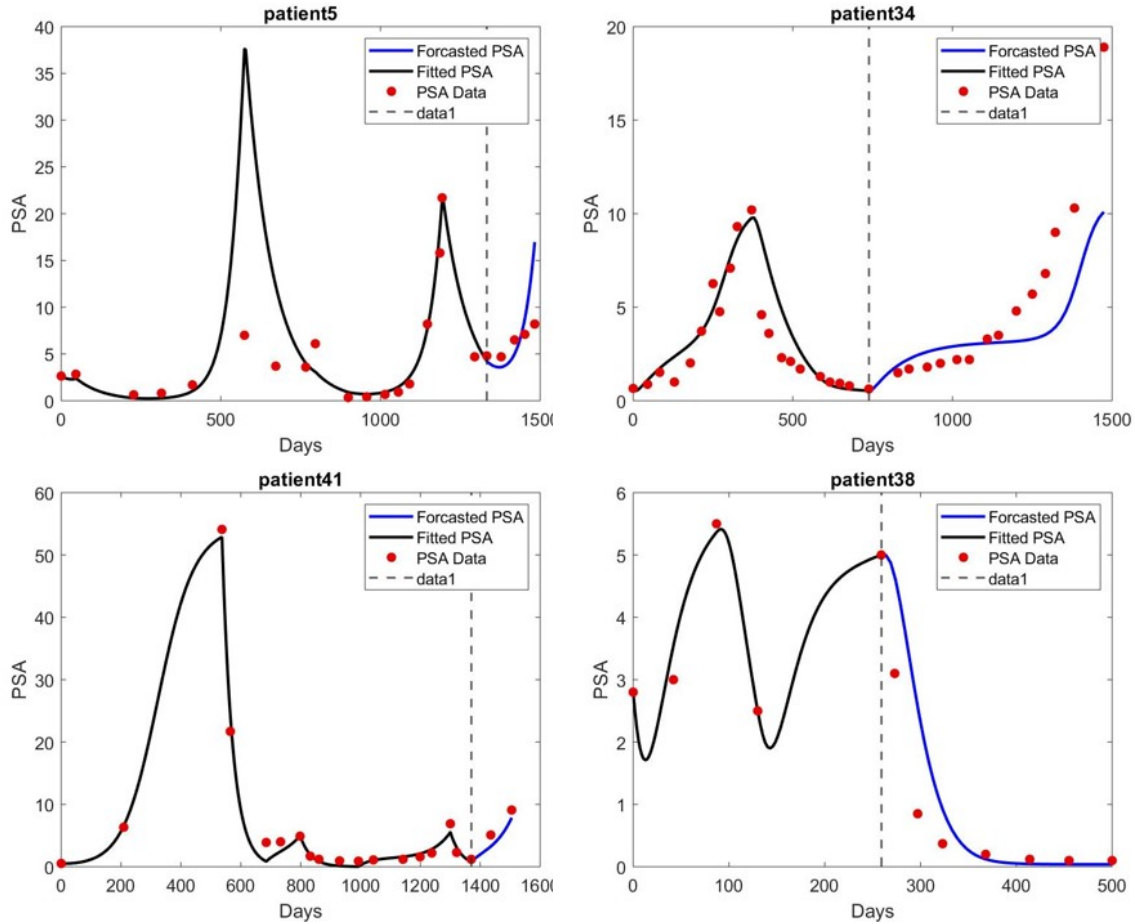 patient5
40
35
30
25
20
15
10
5
0
PSA
0 500 1000 1500
Days
Forcasted PSA
Fitted PSA
PSA Data
data1
patient34
20
15
10
5
0
PSA
0 500 1000 1500
Days
Forcasted PSA
Fitted PSA
PSA Data
data1
patient41
60
50
40
30
20
10
0
PSA
0 200 400 600 800 1000 1200 1400 1600
Days
Forcasted PSA
Fitted PSA
PSA Data
data1
patient38
6
5
4
3
2
1
0
PSA
0 100 200 300 400 500
Days
Forcasted PSA
Fitted PSA
PSA Data
data1